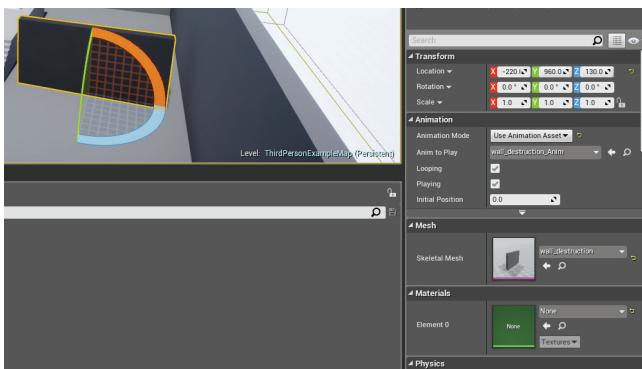 Level: ThirdPersonExampleMap (Persistent)
Search
Transform
Location X -220.0 Y 960.0 Z 130.0
Rotation X 0.0° Y 0.0° Z 0.0°
Scale X 1.0 Y 1.0 Z 1.0
Animation
Animation Mode Use Animation Asset
Anim to Play wall_destruction_Anim
Looping
Playing
Initial Position 0.0
Mesh
Skeletal Mesh wall_destruction
Materials
Element 0 None None
Textures
Physics